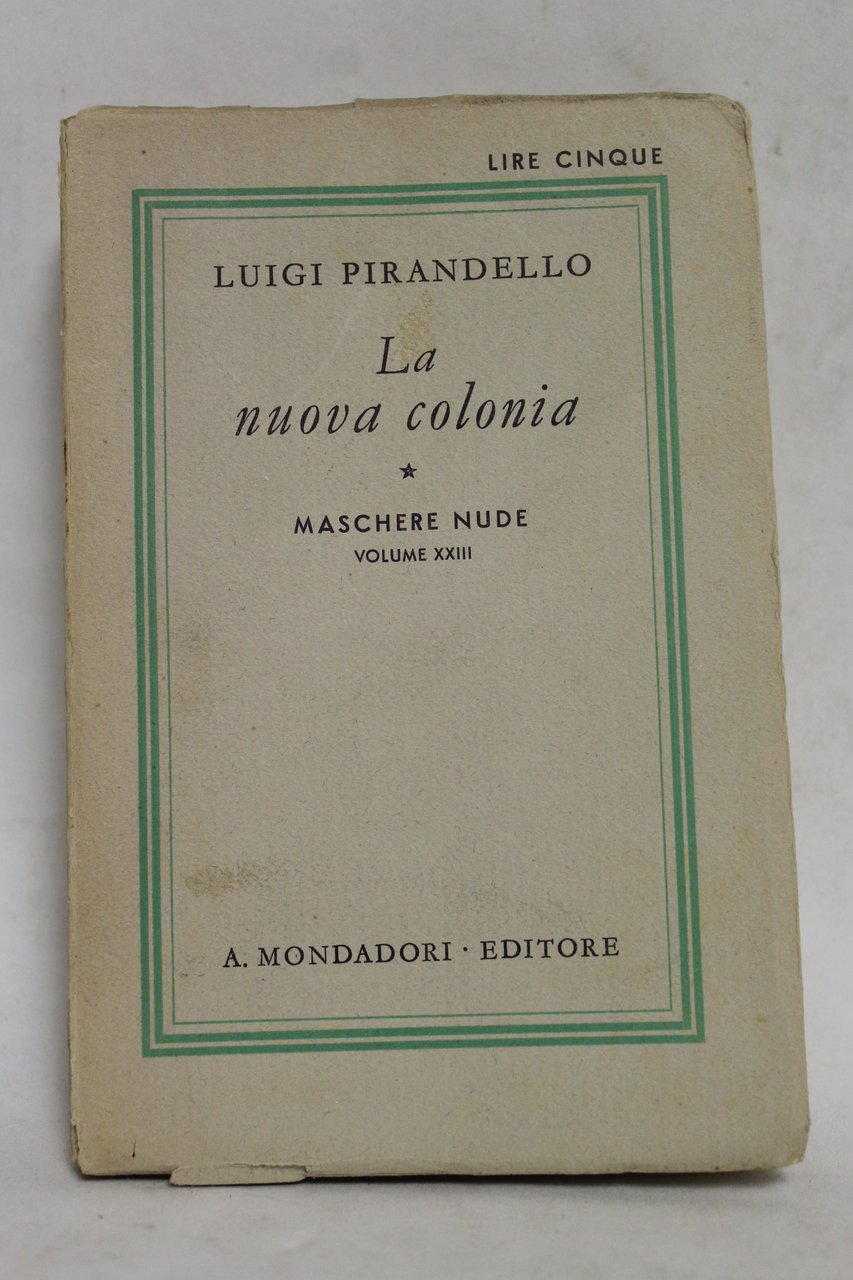 LIRE CINQUE
LUIGI PIRANDELLO
La
nuova colonia
MASCHERE NUDE
VOLUME XXIII
A. MONDADORI · EDITORE